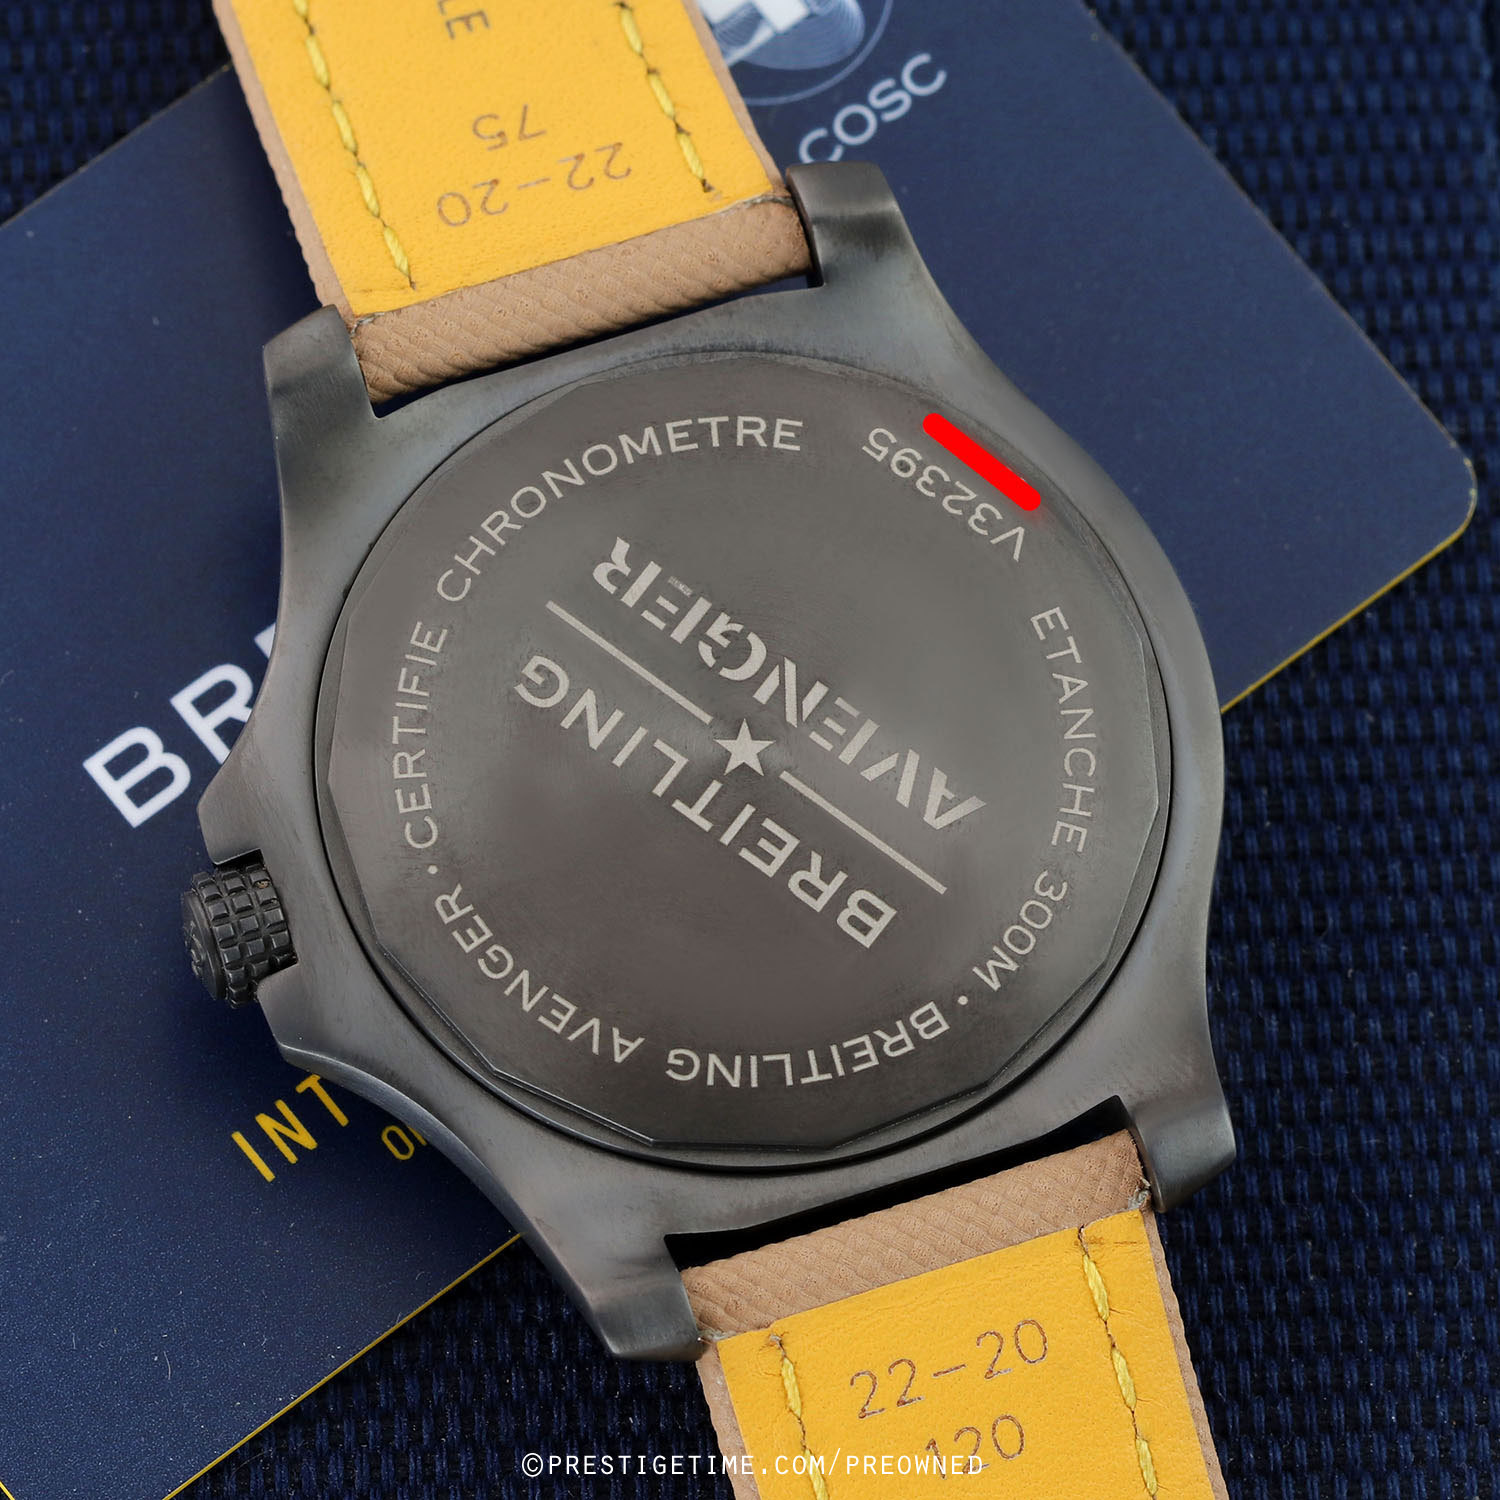 LE
75
22-20
COSC
BR
INT
CERTIFIE CHRONOMETRE
V32395
ETANCHE 300M · BREITLING AVENGER ·
BREITLING
AVENGER
22-20
120
©PRESTIGETIME.COM/PREOWNED